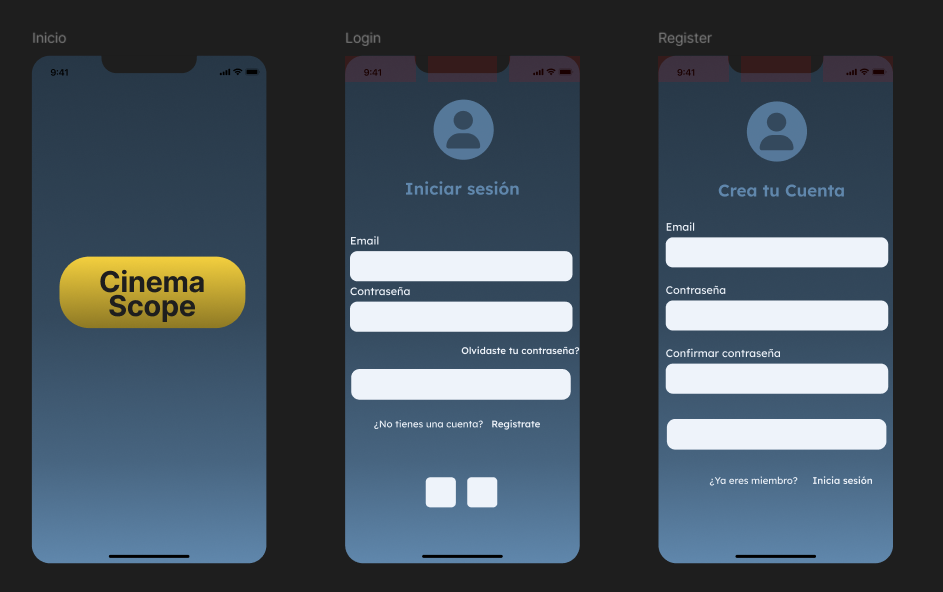 Inicio
9:41
Cinema
Scope
Login
9:41
Iniciar sesión
Email
Contraseña
Olvidaste tu contraseña?
¿No tienes una cuenta? Registrate
Register
9:41
Crea tu Cuenta
Email
Contraseña
Confirmar contraseña
¿Ya eres miembro? Inicia sesión